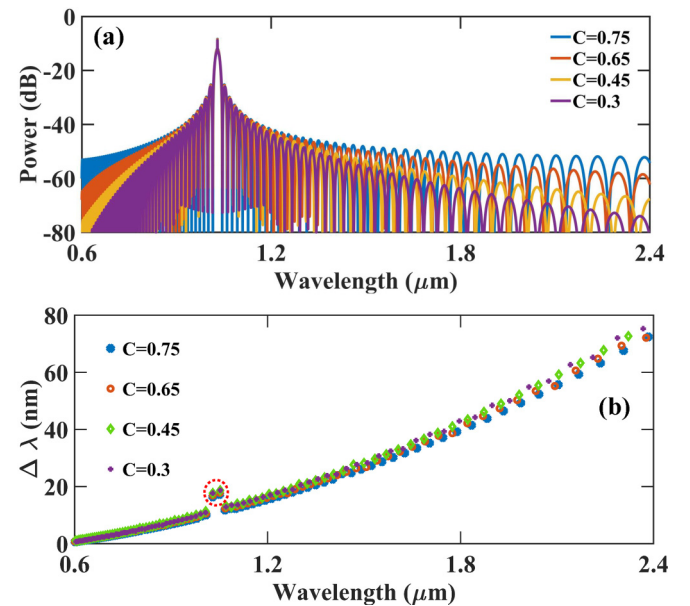 0
(a)
C=0.75
C=0.65
C=0.45
C=0.3
-20
-40
-60
-80
Power (dB)
0.6 1.2 1.8 2.4
Wavelength (μm)
80
C=0.75
C=0.65
C=0.45
C=0.3
(b)
60
40
20
0
Δ λ (nm)
0.6 1.2 1.8 2.4
Wavelength (μm)